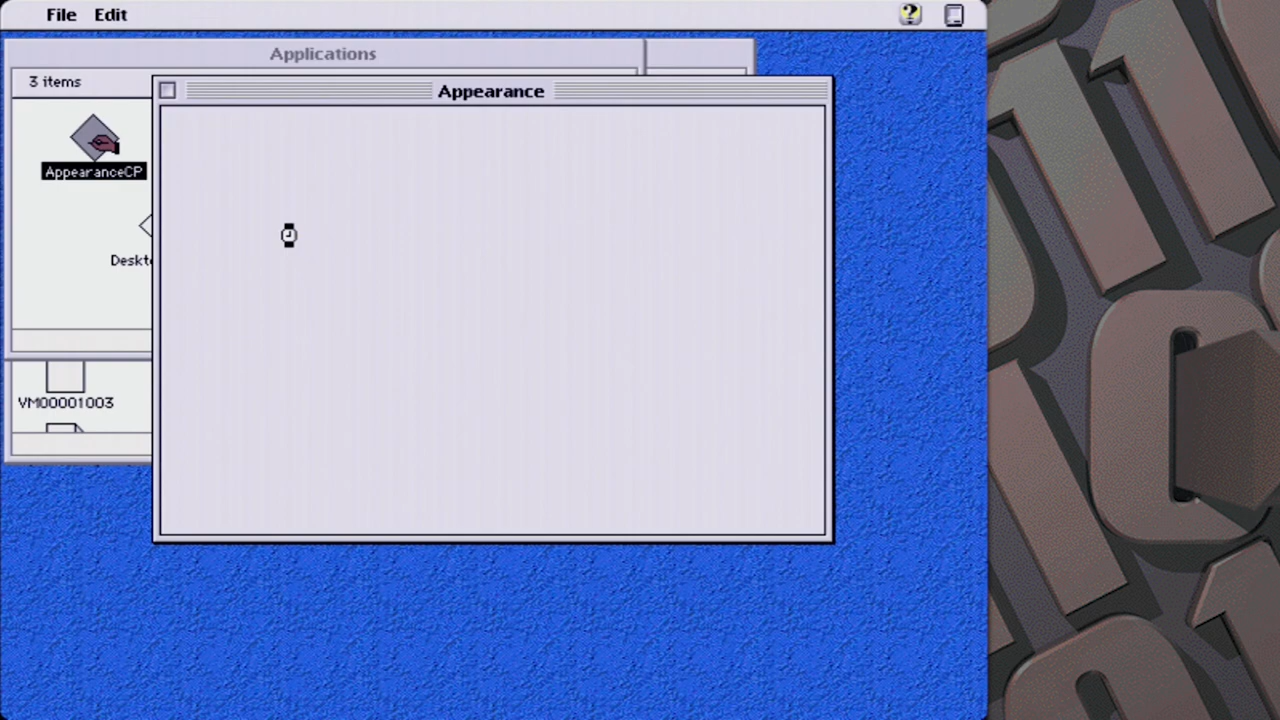 File Edit
Applications
3 items
Appearance
AppearanceCP
Deskt
VM00001003